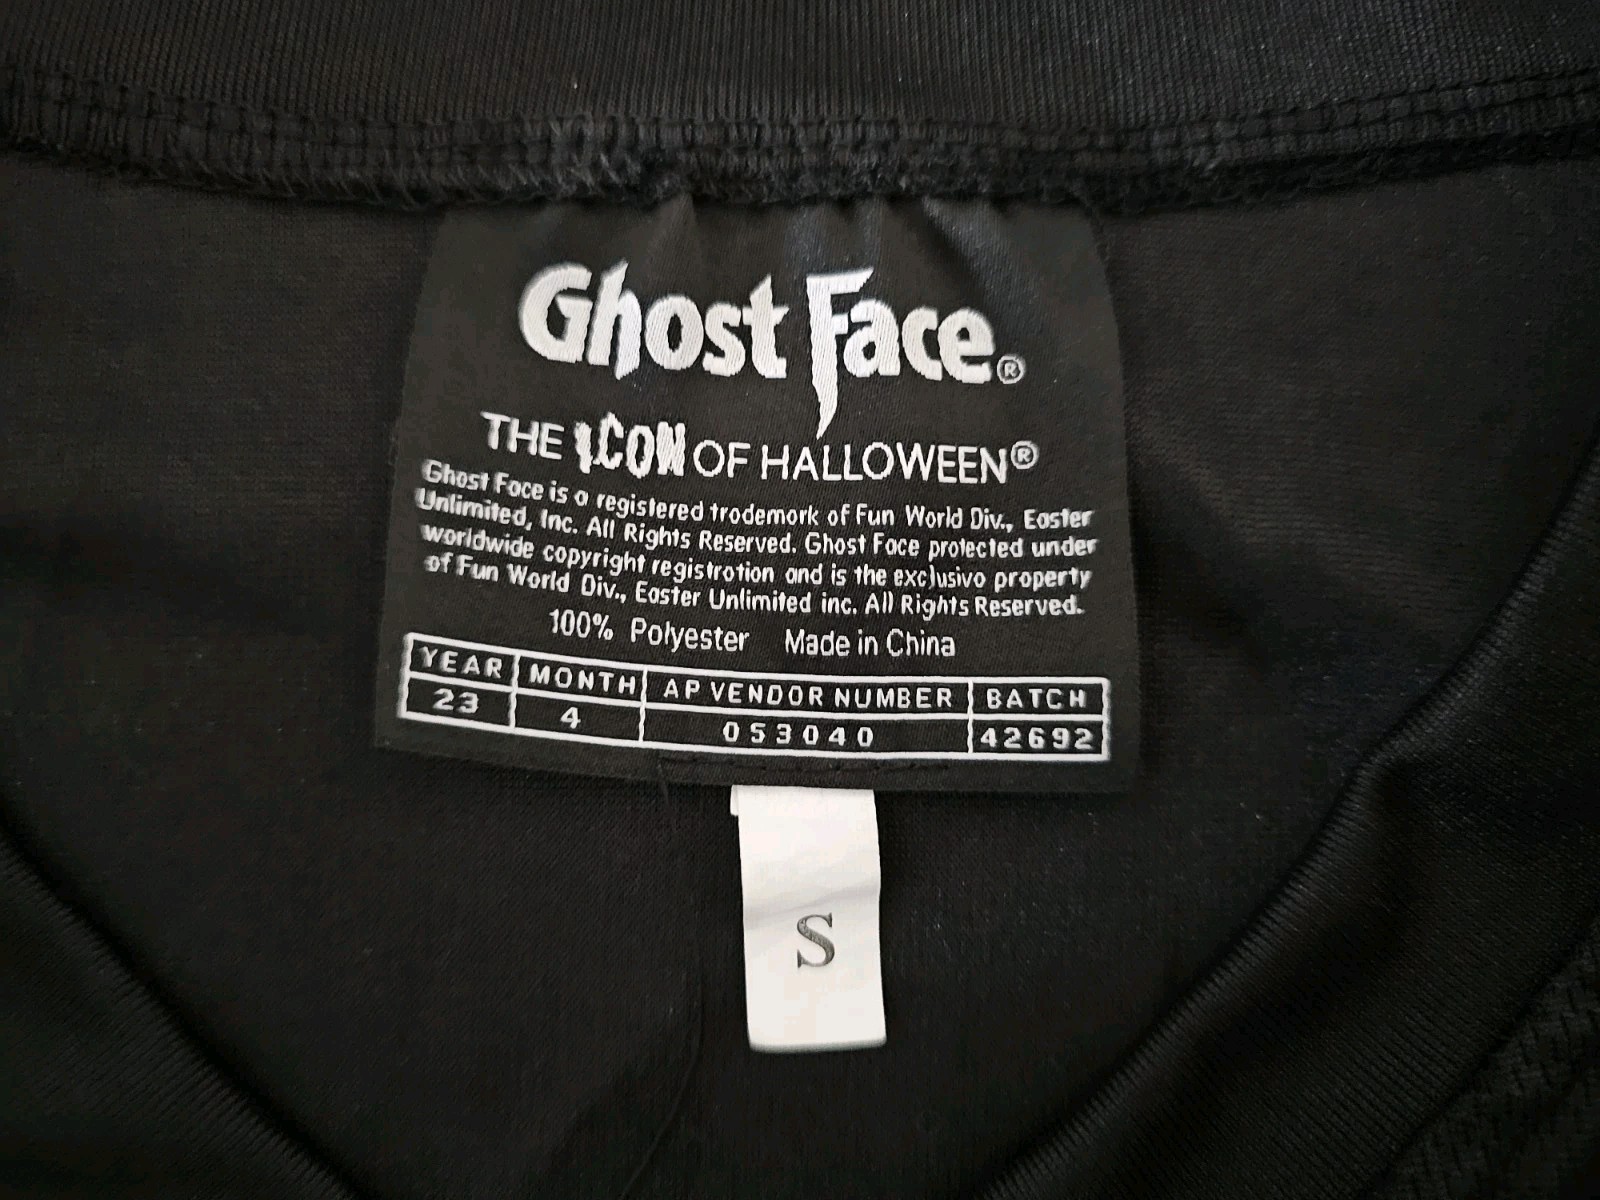 Ghost Face®
THE ICON OF HALLOWEEN®
Ghost Face is a registered trademark of Fun World Div., Easter
Unlimited, Inc. All Rights Reserved. Ghost Face protected under
worldwide copyright registration and is the exclusivo property
of Fun World Div., Easter Unlimited inc. All Rights Reserved.
100% Polyester Made in China
YEAR MONTH AP VENDOR NUMBER BATCH
23 4 053040 42692
S